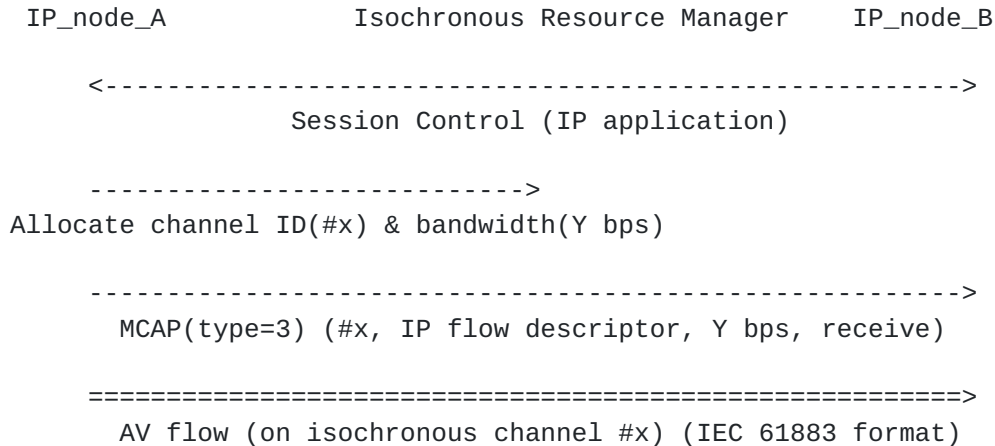 IP_node_A Isochronous Resource Manager IP_node_B
<------------------------------------------------------->
Session Control (IP application)
---------------------------->
Allocate channel ID(#x) & bandwidth(Y bps)
-------------------------------------------------------->
MCAP(type=3) (#x, IP flow descriptor, Y bps, receive)
========================================================>
AV flow (on isochronous channel #x) (IEC 61883 format)